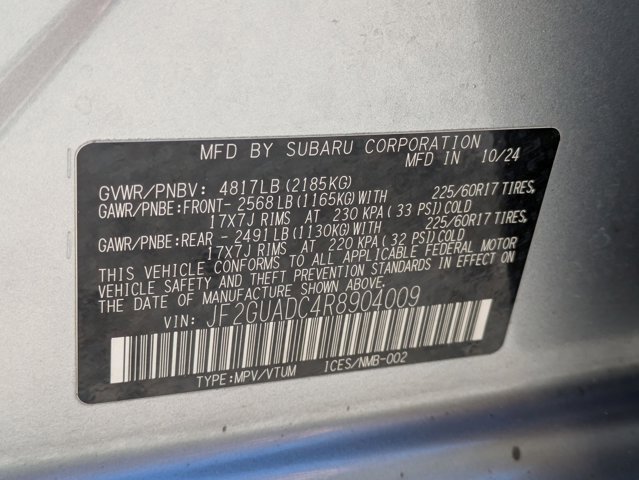 MFD BY SUBARU CORPORATION
MFD IN 10/24
GVWR/PNBV: 4817LB (2185KG)
GAWR/PNBE:FRONT- 2568LB (1165KG)WITH 225/60R17 TIRES,
17X7J RIMS AT 230 KPA (33 PSI)COLD
GAWR/PNBE:REAR - 2491LB (1130KG)WITH 225/60R17 TIRES,
17X7J RIMS AT 220 KPA (32 PSI)COLD
THIS VEHICLE CONFORMS TO ALL APPLICABLE FEDERAL MOTOR
VEHICLE SAFETY AND THEFT PREVENTION STANDARDS IN EFFECT ON
THE DATE OF MANUFACTURE SHOWN ABOVE.
VIN: JF2GUADC4R8904009
TYPE:MPV/VTUM ICES/NMB-002